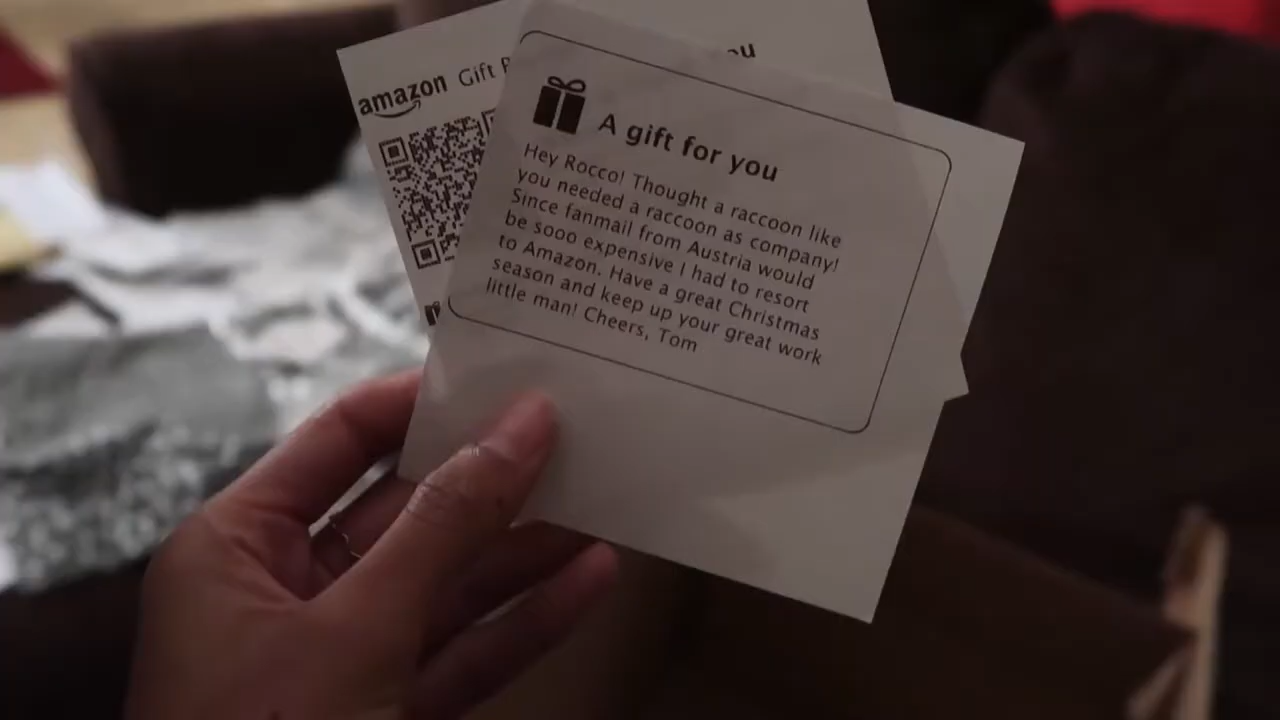 amazon Gift
A gift for you
Hey Rocco! Thought a raccoon like
you needed a raccoon as company!
Since fanmail from Austria would
be sooo expensive I had to resort
to Amazon. Have a great Christmas
season and keep up your great work
little man! Cheers, Tom